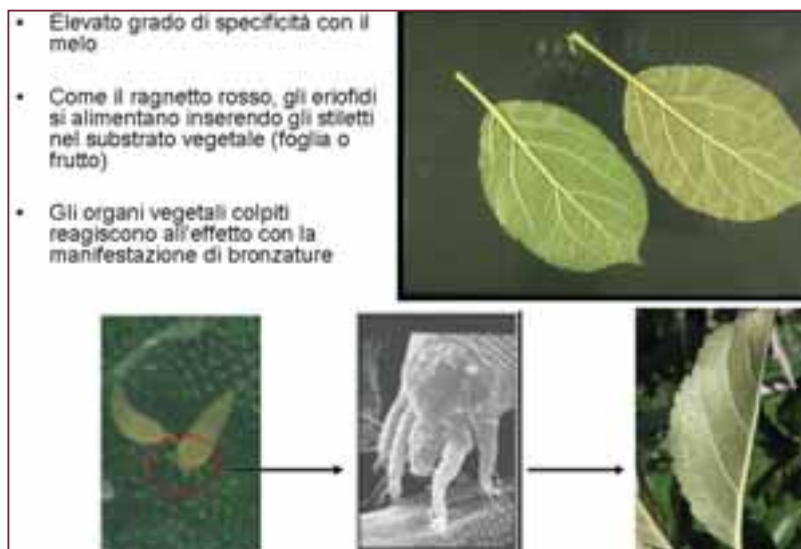 • Elevato grado di specificità con il
melo
• Come il ragnetto rosso, gli eriofidi
si alimentano inserendo gli stiletti
nel substrato vegetale (foglia o
frutto)
• Gli organi vegetali colpiti
reagiscono all'effetto con la
manifestazione di bronzature